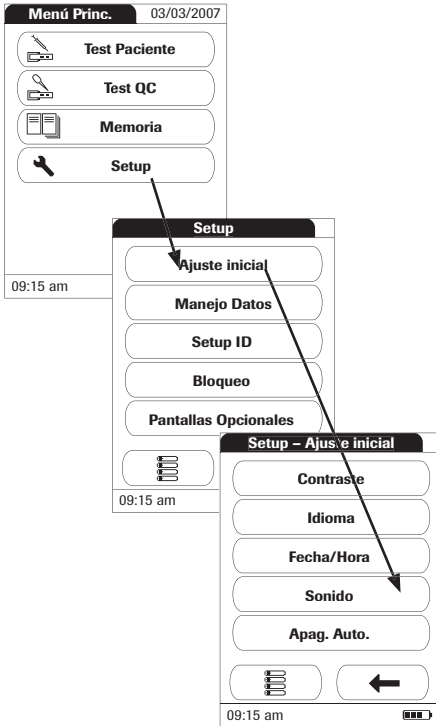 Menú Princ. 03/03/2007
Test Paciente
Test QC
Memoria
Setup
09:15 am
Setup
Ajuste inicial
Manejo Datos
Setup ID
Bloqueo
Pantallas Opcionales
09:15 am
Setup – Ajuste inicial
Contraste
Idioma
Fecha/Hora
Sonido
Apag. Auto.
09:15 am